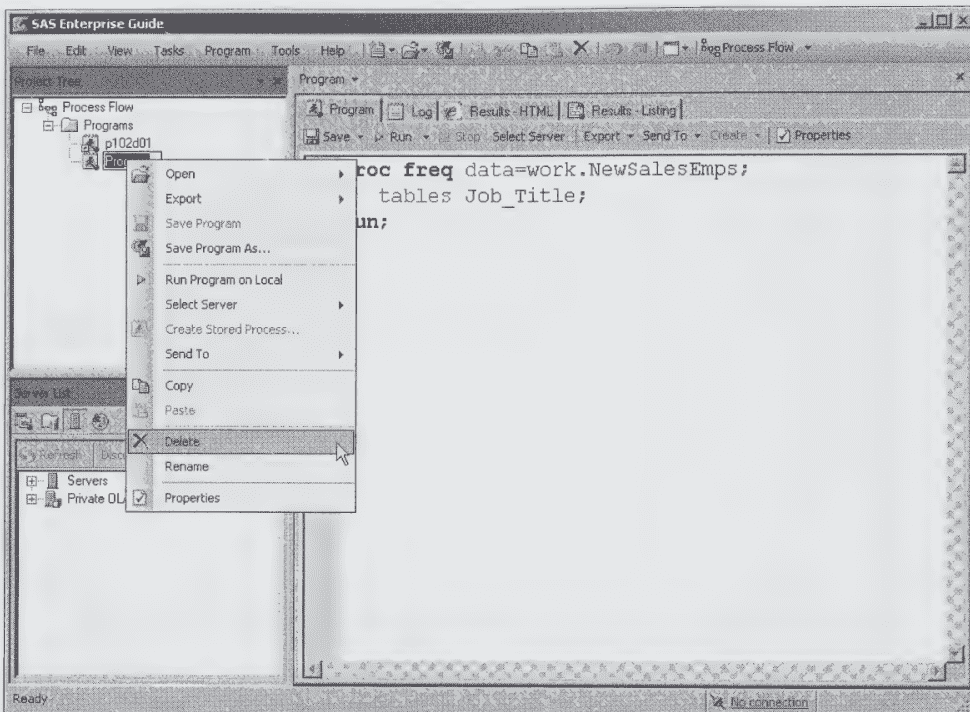 SAS Enterprise Guide
File Edit View Tasks Program Tools Help Process Flow
Project Tree
Process Flow
Programs
p102d01
Open
Export
Save Program
Save Program As...
Run Program on Local
Select Server
Create Stored Process...
Send To
Copy
Paste
Delete
Rename
Properties
Server List
Refresh
Servers
Private
Program
Program Log Results - HTML Results - Listing
Save Run Stop Select Server Export Send To Create Properties
roc freq data=work.NewSalesEmps;
tables Job_Title;
un;
Ready
No connection